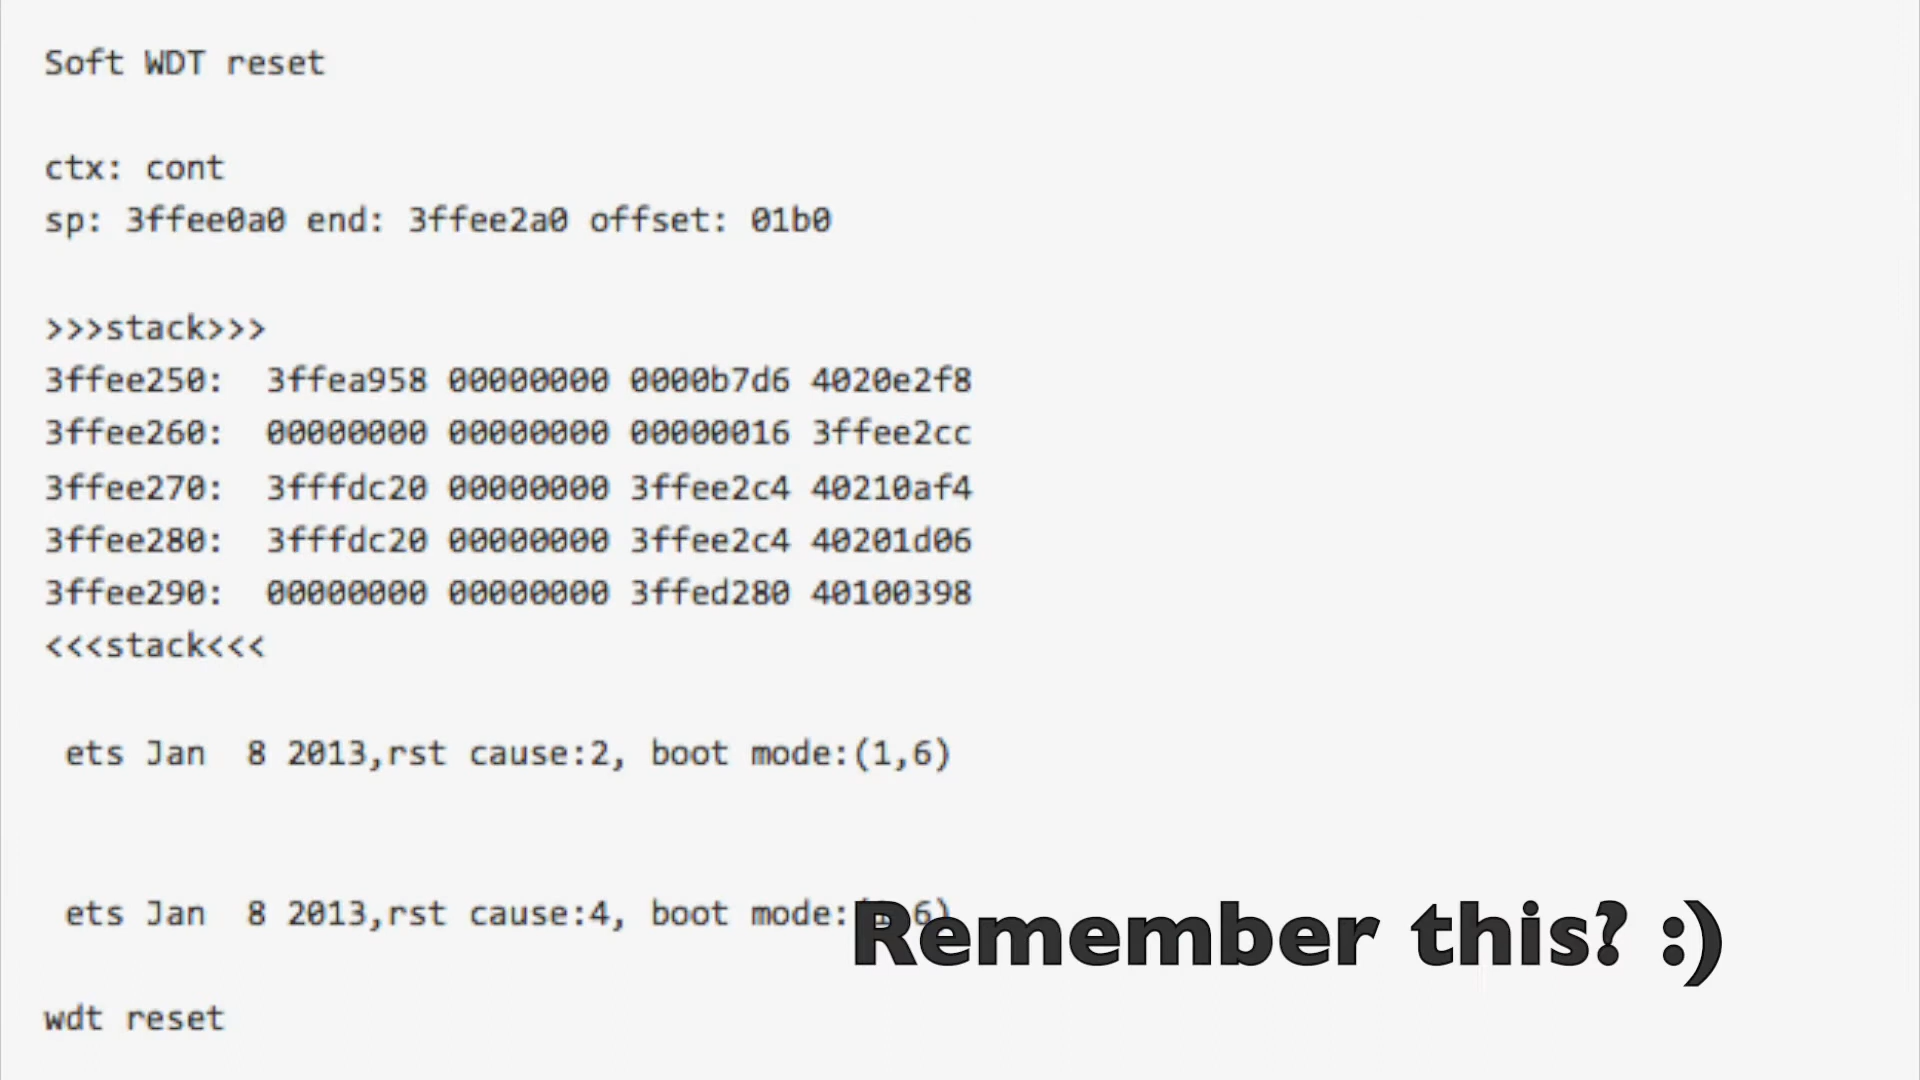 Soft WDT reset
ctx: cont
sp: 3ffee0a0 end: 3ffee2a0 offset: 01b0
>>>stack>>>
3ffee250:  3ffea958 00000000 0000b7d6 4020e2f8
3ffee260:  00000000 00000000 00000016 3ffee2cc
3ffee270:  3fffdc20 00000000 3ffee2c4 40210af4
3ffee280:  3fffdc20 00000000 3ffee2c4 40201d06
3ffee290:  00000000 00000000 3ffed280 40100398
<<<stack<<<
ets Jan  8 2013,rst cause:2, boot mode:(1,6)
ets Jan  8 2013,rst cause:4, boot mode:(1,6)
Remember this? :)
wdt reset